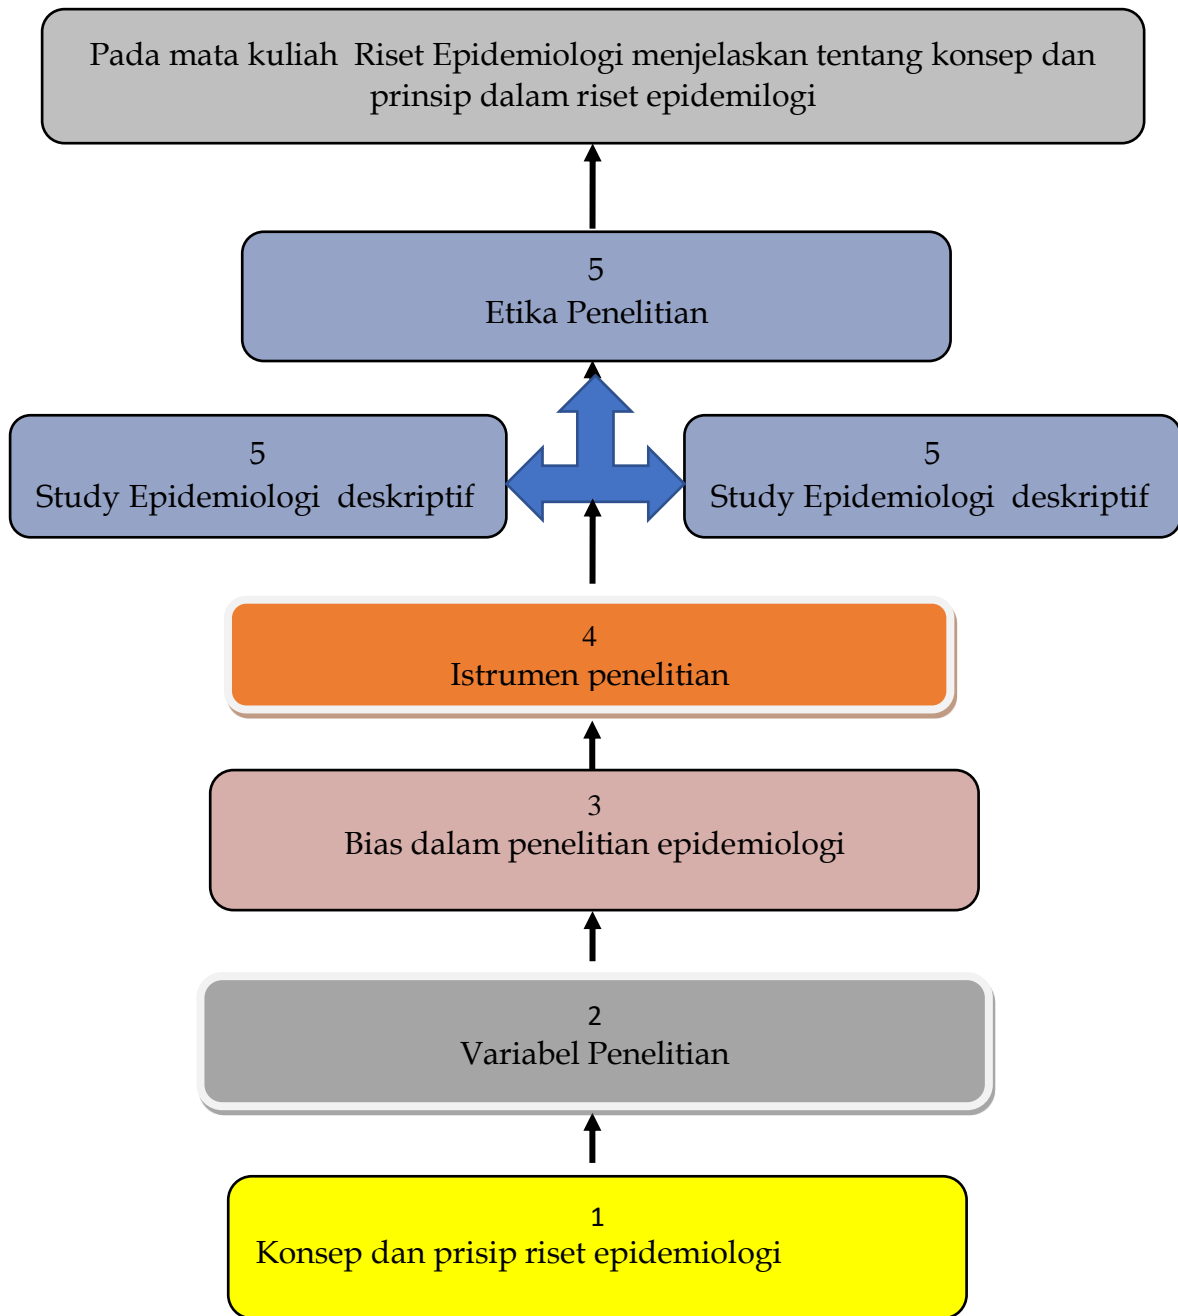 Pada mata kuliah Riset Epidemiologi menjelaskan tentang konsep dan
prinsip dalam riset epidemilogi
5
Etika Penelitian
5
Study Epidemiologi deskriptif
5
Study Epidemiologi deskriptif
4
Istrumen penelitian
3
Bias dalam penelitian epidemiologi
2
Variabel Penelitian
1
Konsep dan prisip riset epidemiologi